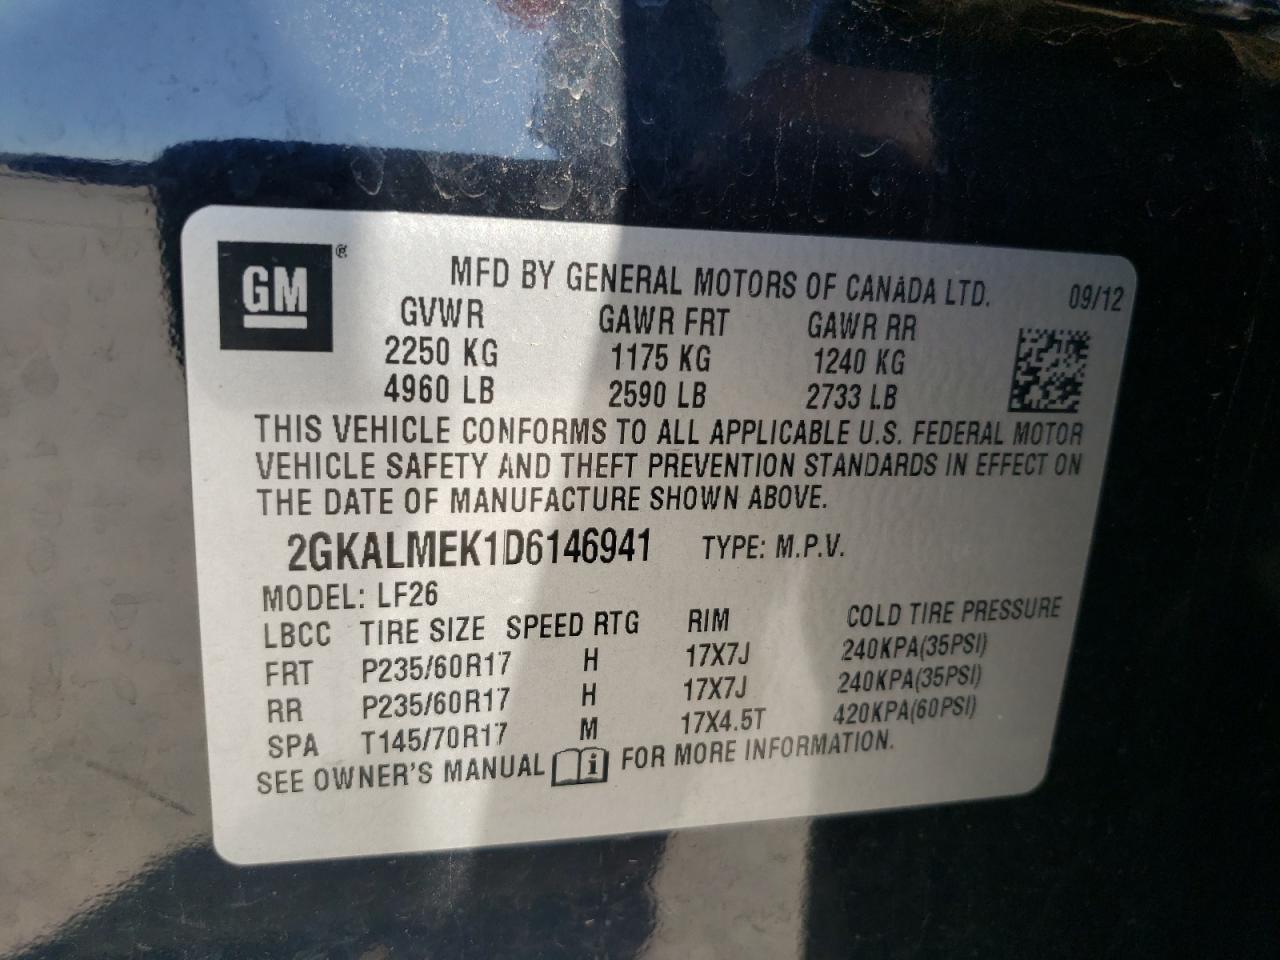 GM ®
MFD BY GENERAL MOTORS OF CANADA LTD. 09/12
GVWR GAWR FRT GAWR RR
2250 KG 1175 KG 1240 KG
4960 LB 2590 LB 2733 LB
THIS VEHICLE CONFORMS TO ALL APPLICABLE U.S. FEDERAL MOTOR
VEHICLE SAFETY AND THEFT PREVENTION STANDARDS IN EFFECT ON
THE DATE OF MANUFACTURE SHOWN ABOVE.
2GKALMEK1D6146941 TYPE: M.P.V.
MODEL: LF26
LBCC TIRE SIZE SPEED RTG RIM COLD TIRE PRESSURE
FRT P235/60R17 H 17X7J 240KPA(35PSI)
RR P235/60R17 H 17X7J 240KPA(35PSI)
SPA T145/70R17 M 17X4.5T 420KPA(60PSI)
SEE OWNER'S MANUAL i FOR MORE INFORMATION.